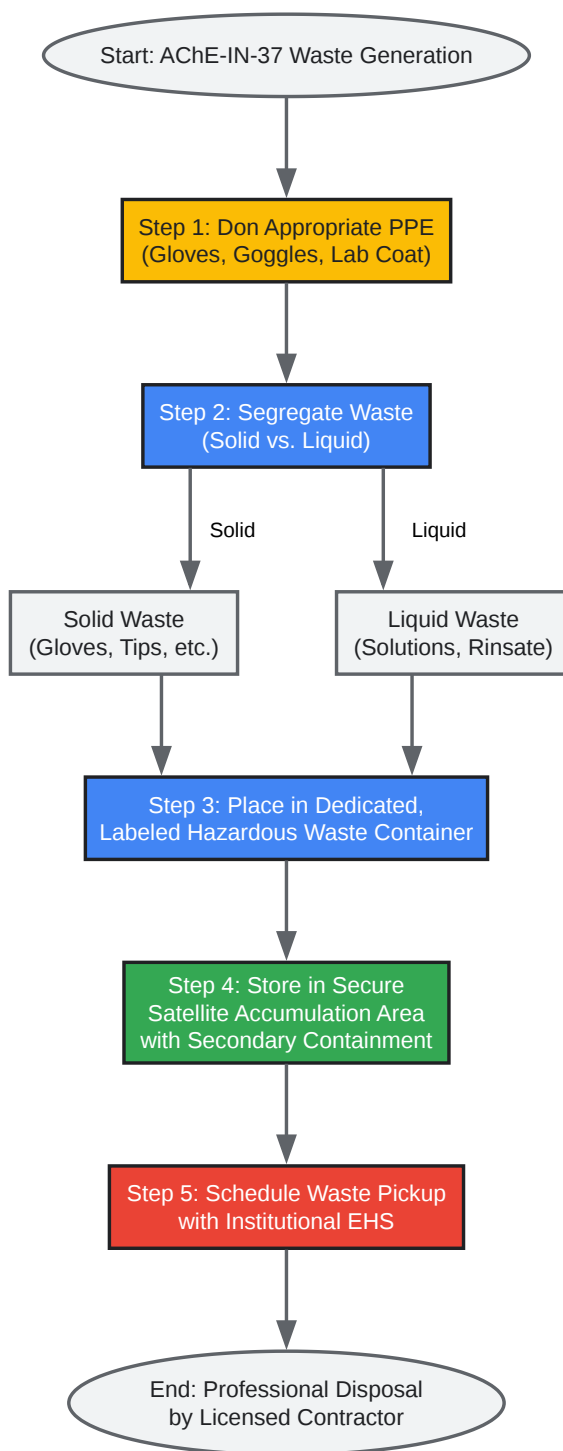 Start: AChE-IN-37 Waste Generation
Step 1: Don Appropriate PPE
(Gloves, Goggles, Lab Coat)
Step 2: Segregate Waste
(Solid vs. Liquid)
Solid
Liquid
Solid Waste
(Gloves, Tips, etc.)
Liquid Waste
(Solutions, Rinsate)
Step 3: Place in Dedicated,
Labeled Hazardous Waste Container
Step 4: Store in Secure
Satellite Accumulation Area
with Secondary Containment
Step 5: Schedule Waste Pickup
with Institutional EHS
End: Professional Disposal
by Licensed Contractor